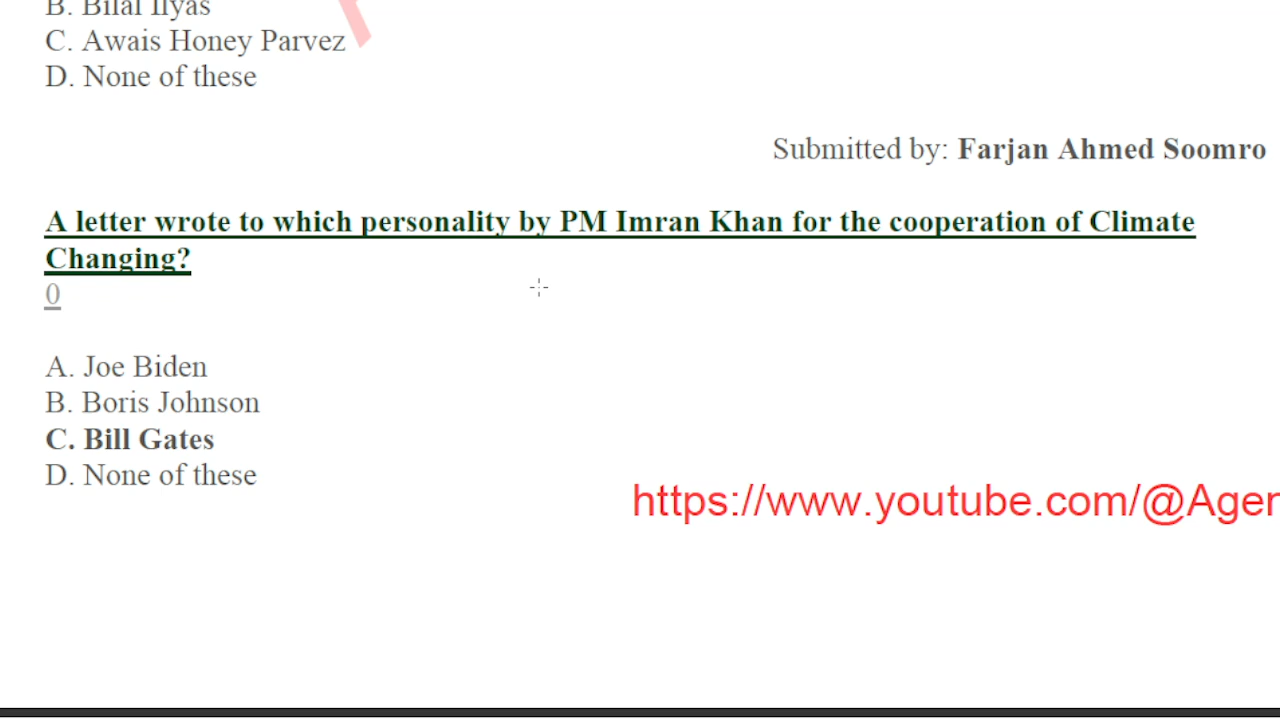 B. Bilal Ilyas
C. Awais Honey Parvez
D. None of these
Submitted by: Farjan Ahmed Soomro
A letter wrote to which personality by PM Imran Khan for the cooperation of Climate
Changing?
0
A. Joe Biden
B. Boris Johnson
C. Bill Gates
D. None of these
https://www.youtube.com/@Agen